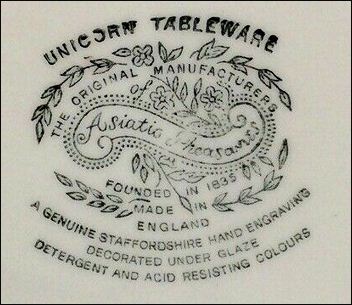 UNICORN TABLEWARE
THE ORIGINAL MANUFACTURERS
of
Asiatic Pheasants
FOUNDED IN 1835
MADE IN
ENGLAND
A GENUINE STAFFORDSHIRE HAND ENGRAVING
DECORATED UNDER GLAZE
DETERGENT AND ACID RESISTING COLOURS